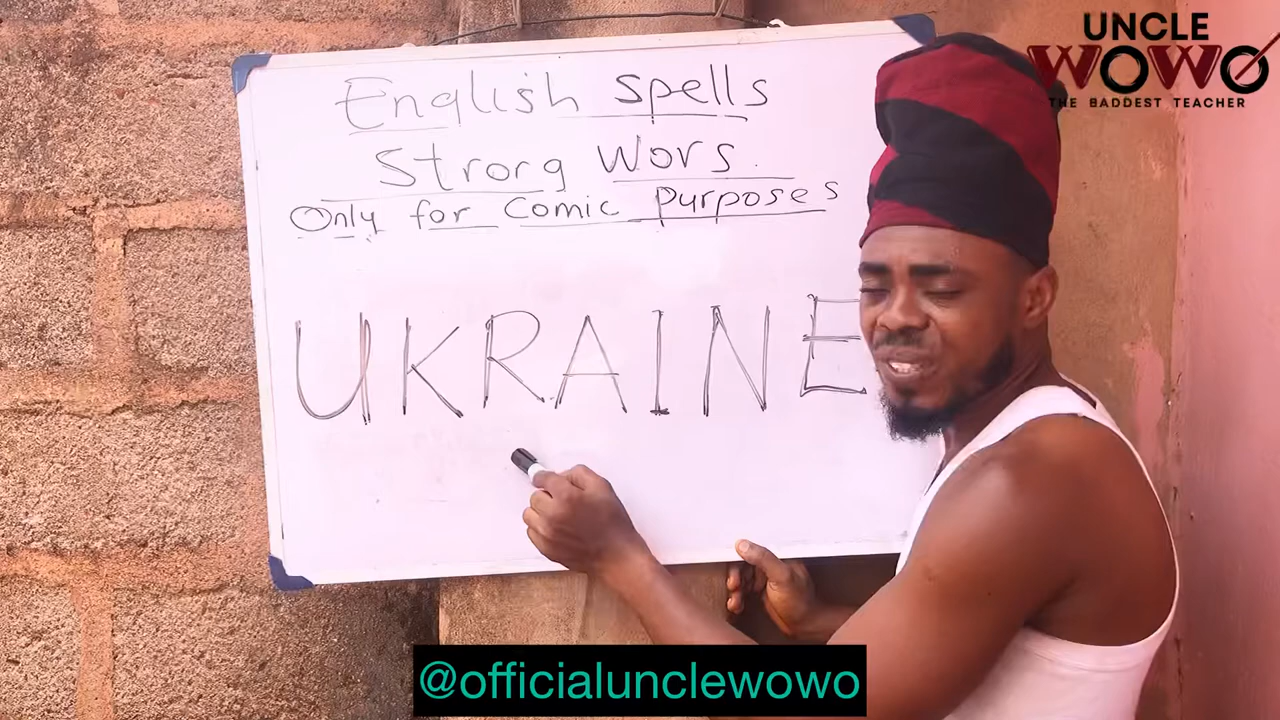 English spells
Strorg Wors.
Only for Comic Purposes
UKRAINE
UNCLE
WOWO
THE BADDEST TEACHER
@officialunclewowo